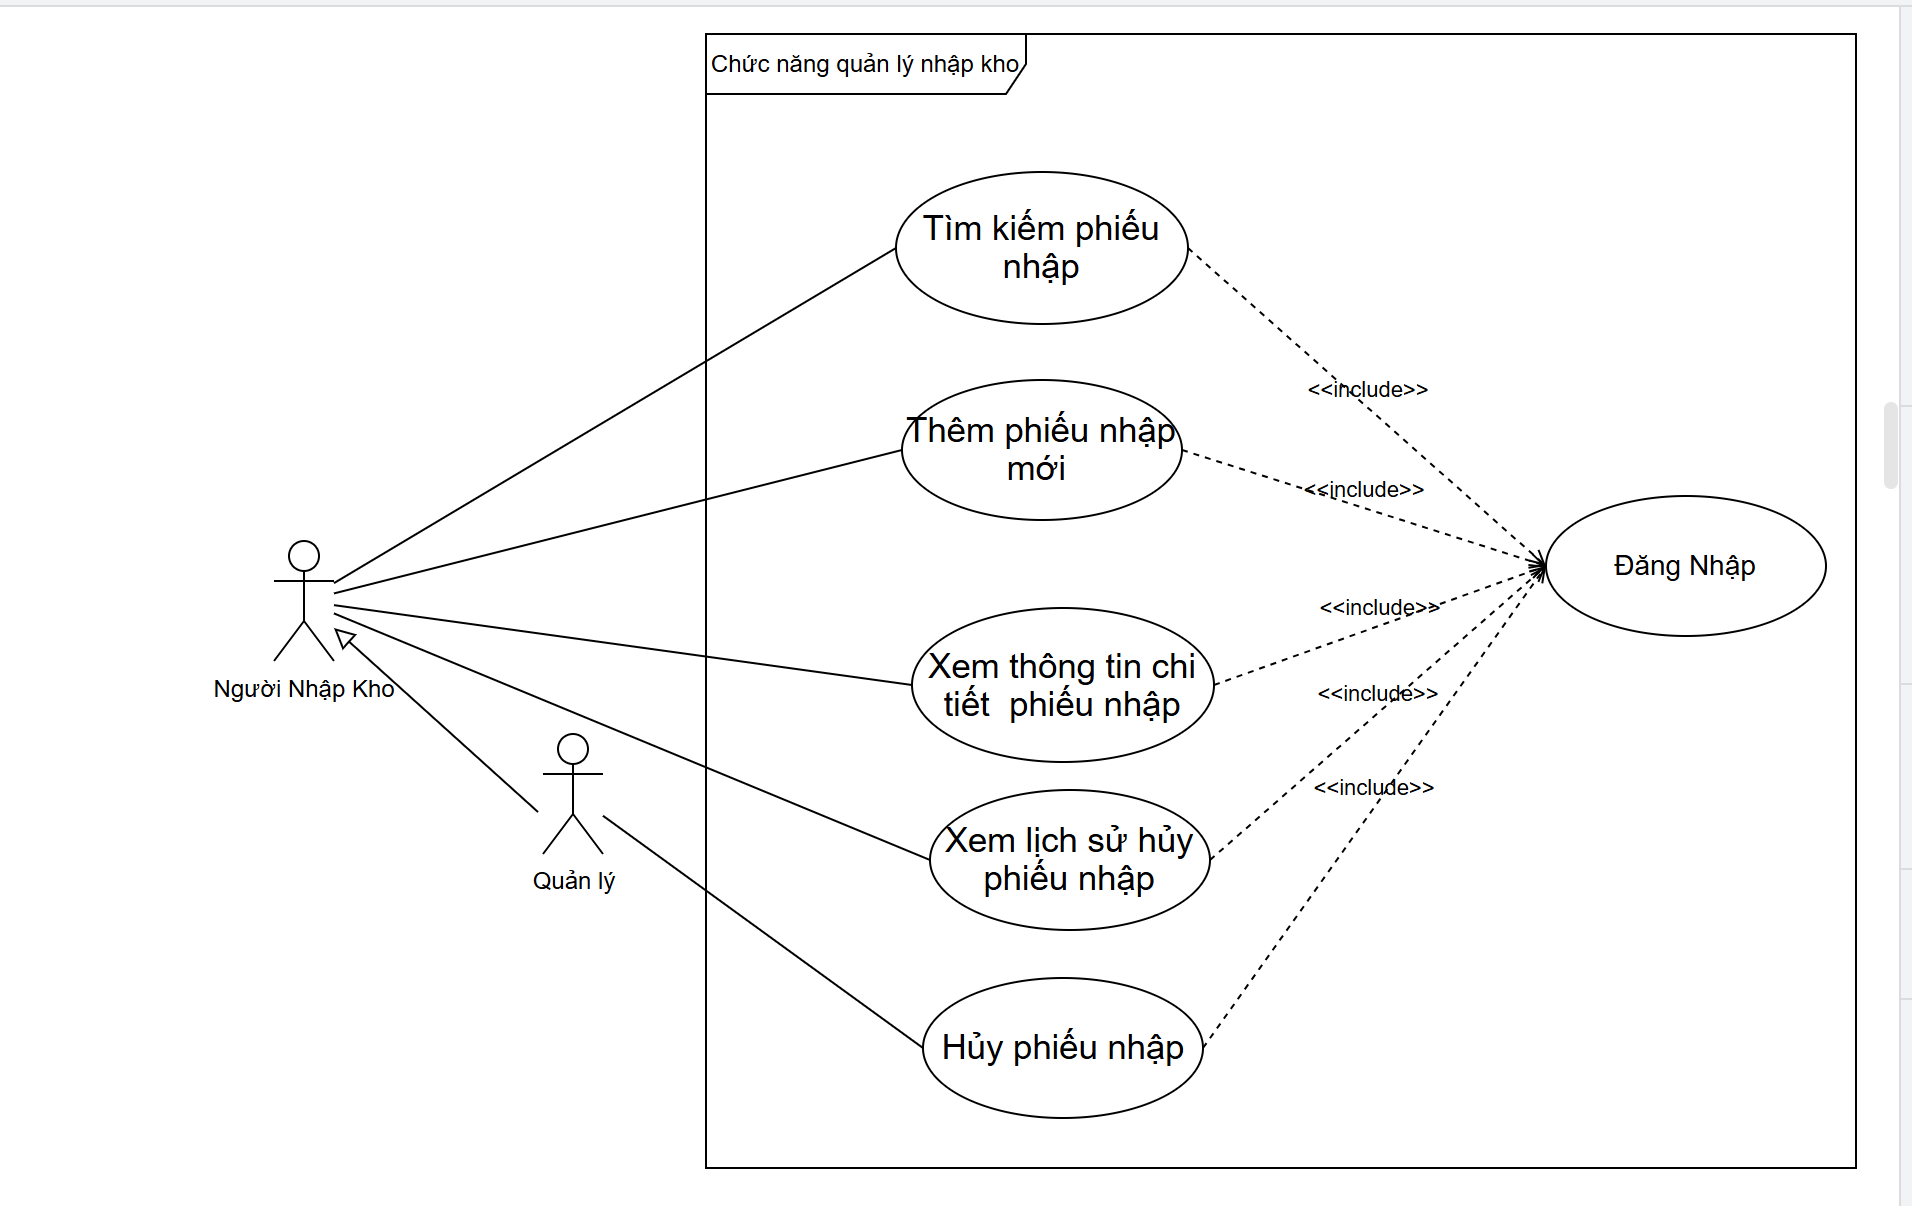 Chức năng quản lý nhập kho
Tìm kiếm phiếu
nhập
<<include>>
Thêm phiếu nhập
mới
<<include>>
Đăng Nhập
<<include>>
Xem thông tin chi
tiết  phiếu nhập
Người Nhập Kho
<<include>>
<<include>>
Xem lịch sử hủy
phiếu nhập
Quản lý
Hủy phiếu nhập